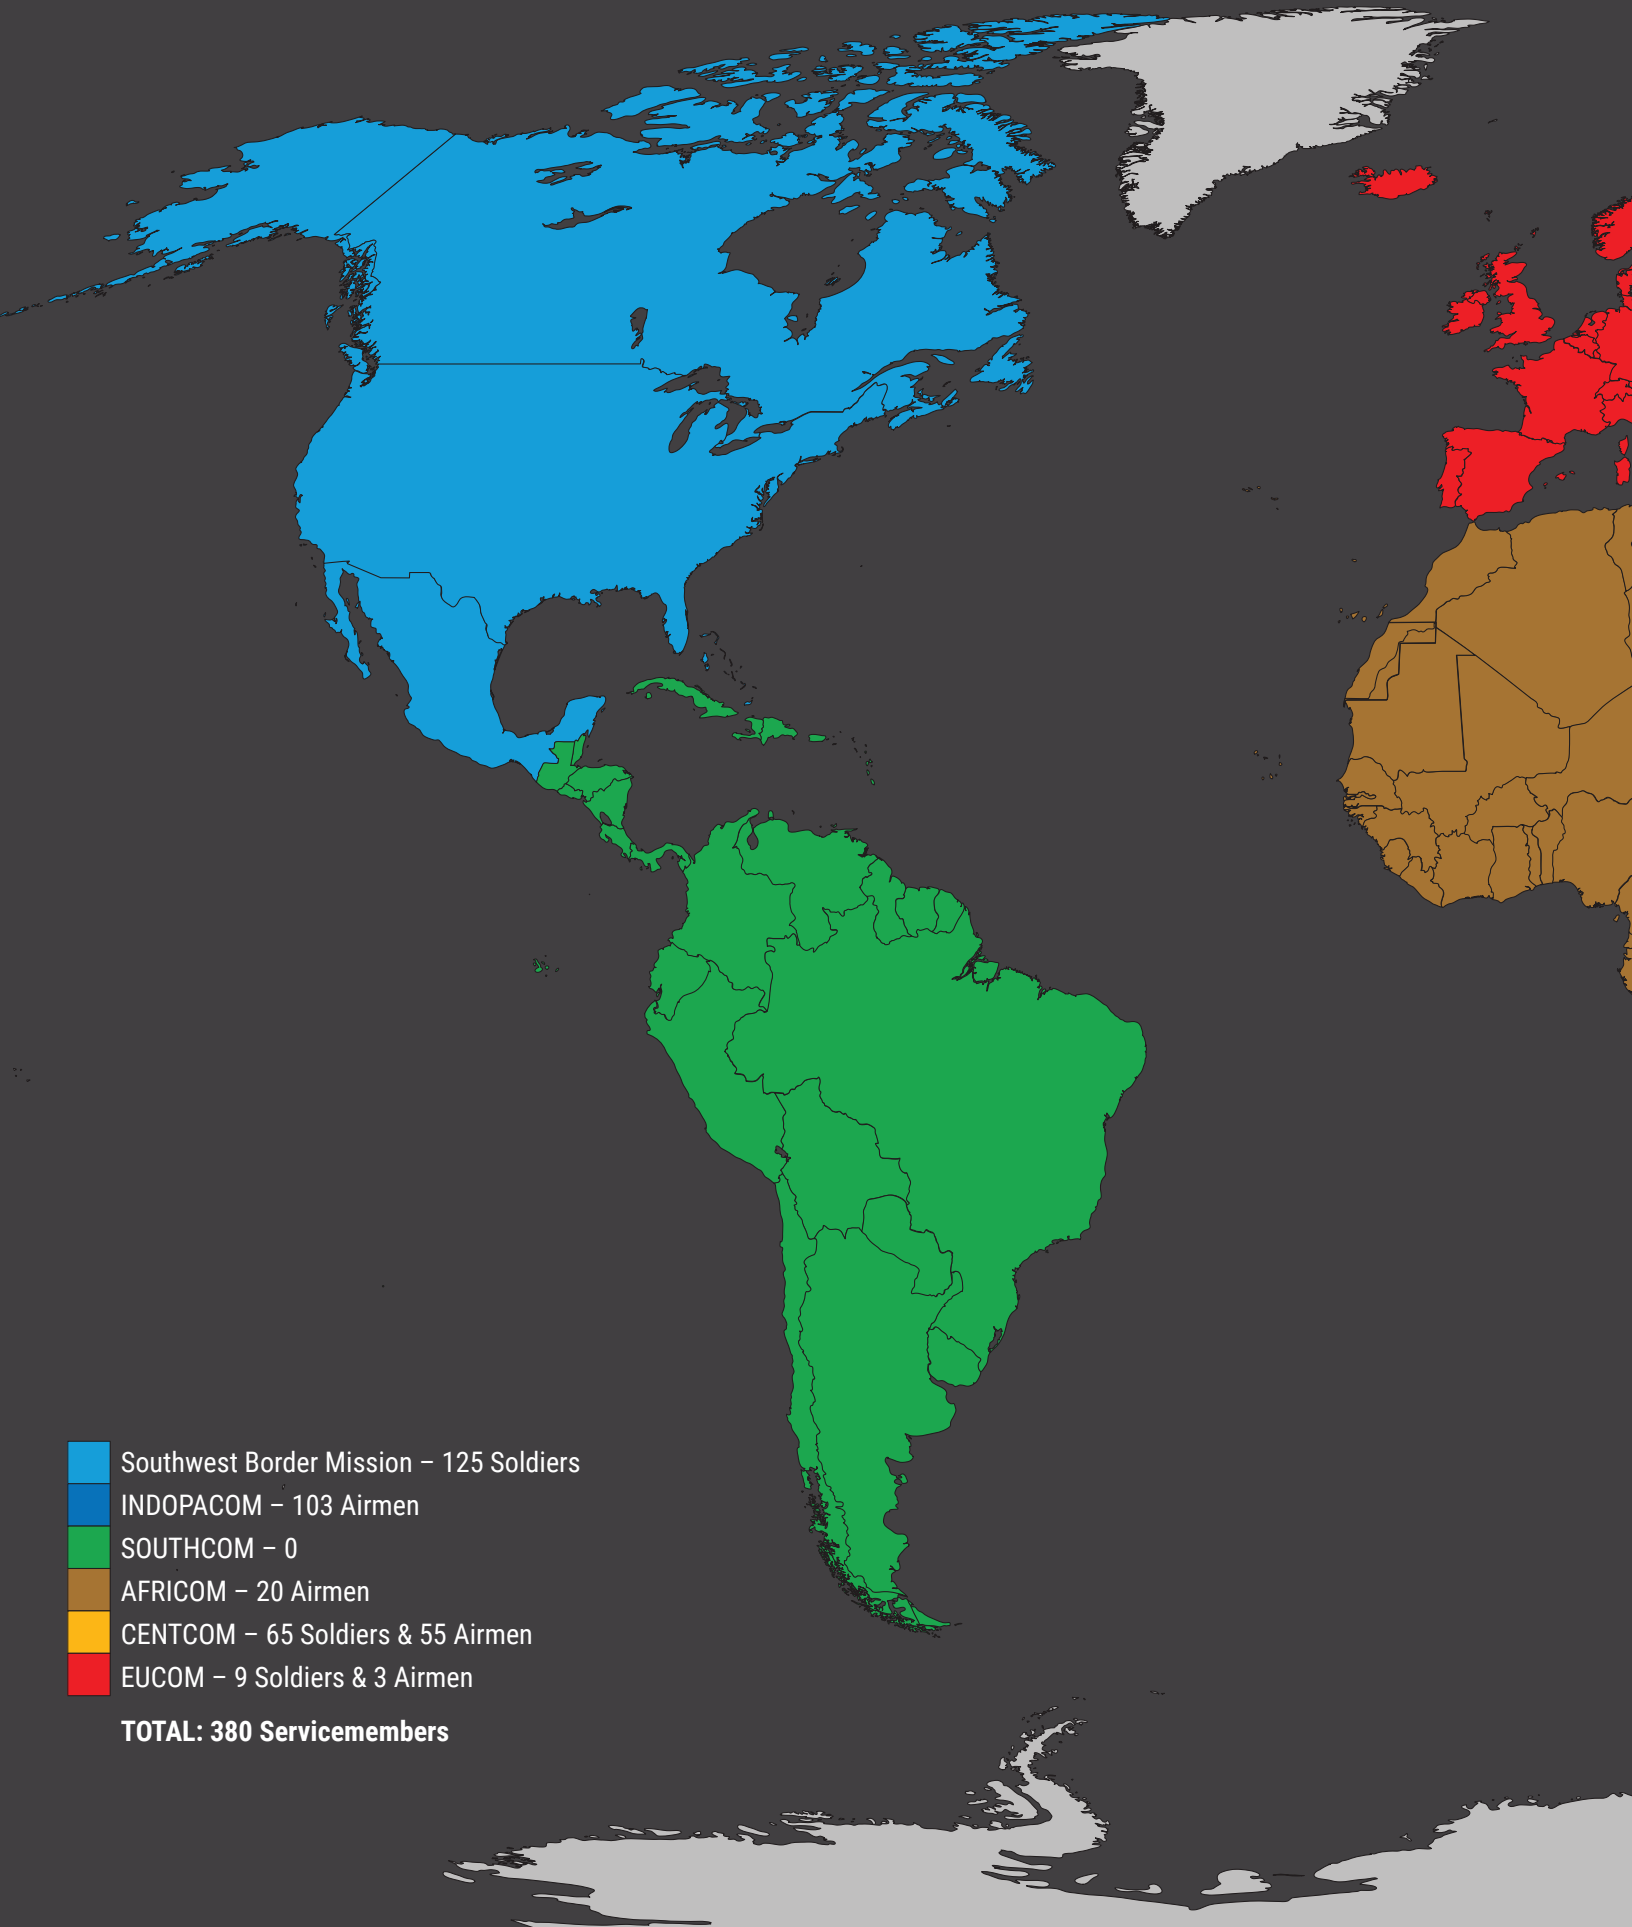 Southwest Border Mission – 125 Soldiers
INDOPACOM – 103 Airmen
SOUTHCOM – 0
AFRICOM – 20 Airmen
CENTCOM – 65 Soldiers & 55 Airmen
EUCOM – 9 Soldiers & 3 Airmen
TOTAL: 380 Servicemembers